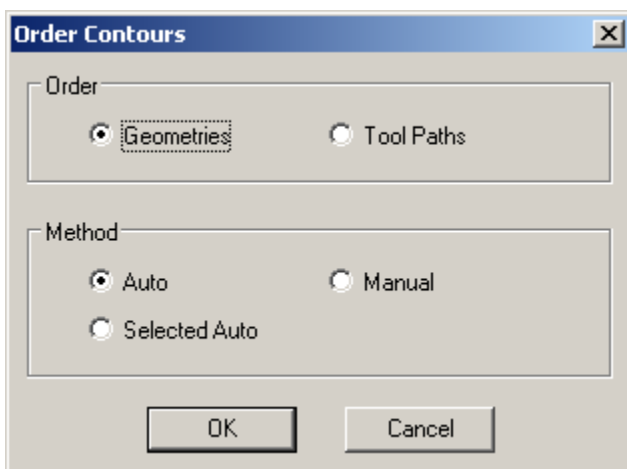 Order Contours
Order
Geometries Tool Paths
Method
Auto Manual
Selected Auto
OK Cancel